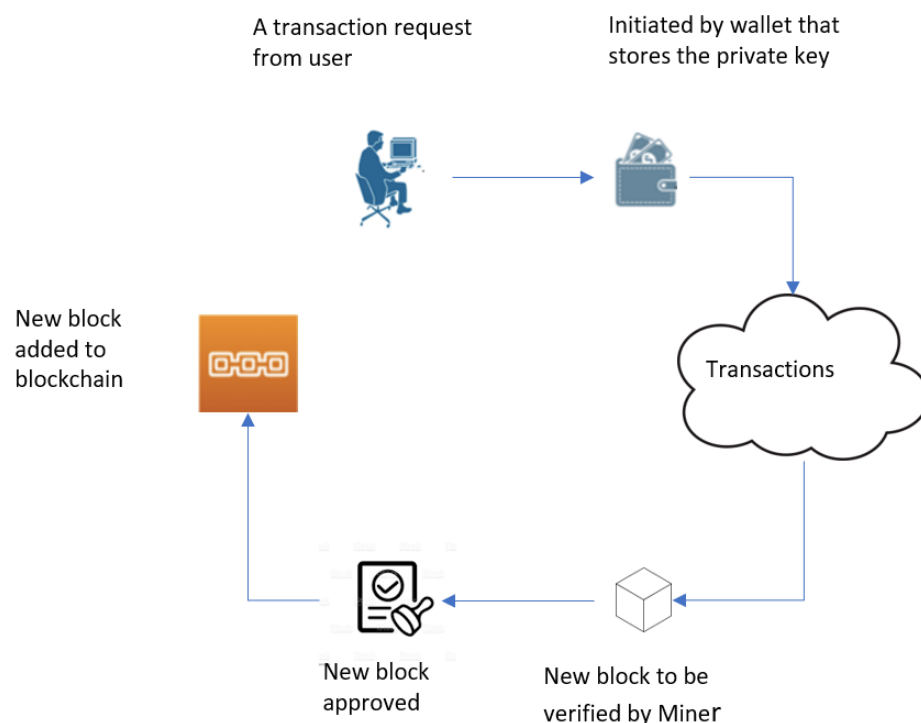 A transaction request
from user
Initiated by wallet that
stores the private key
Transactions
New block to be
verified by Miner
New block
approved
New block
added to
blockchain